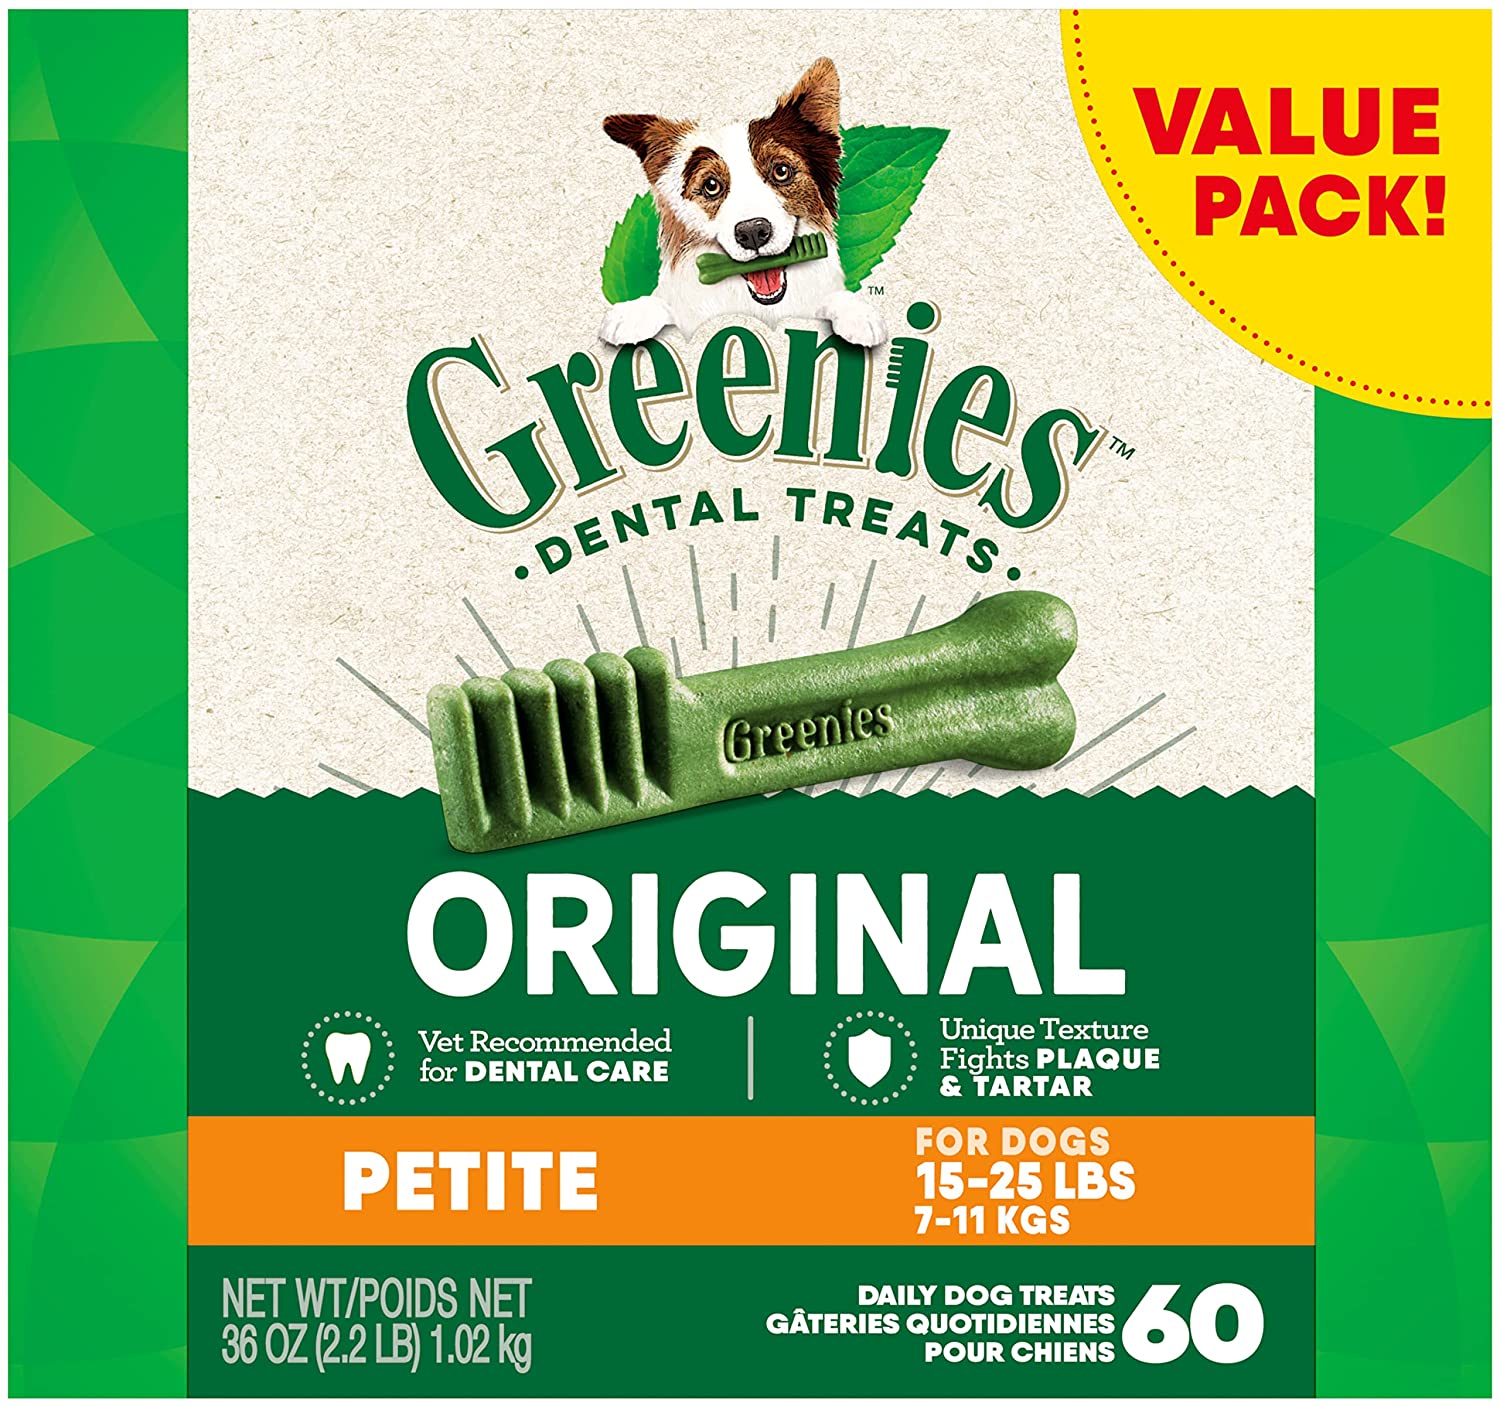 VALUE
PACK!
™
Greenies™
• DENTAL TREATS •
Greenies
ORIGINAL
Vet Recommended
for DENTAL CARE
Unique Texture
Fights PLAQUE
& TARTAR
PETITE
FOR DOGS
15-25 LBS
7-11 KGS
NET WT/POIDS NET
36 OZ (2.2 LB) 1.02 kg
DAILY DOG TREATS
GÂTERIES QUOTIDIENNES
POUR CHIENS
60